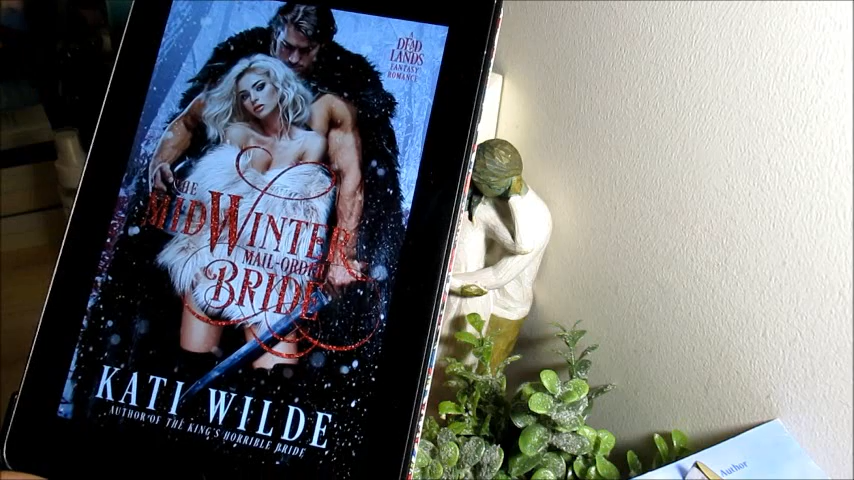 A
DEAD
LANDS
FANTASY
ROMANCE
THE
MIDWINTER
MAIL-ORDER
BRIDE
KATI WILDE
AUTHOR OF THE KING'S HORRIBLE BRIDE
Author